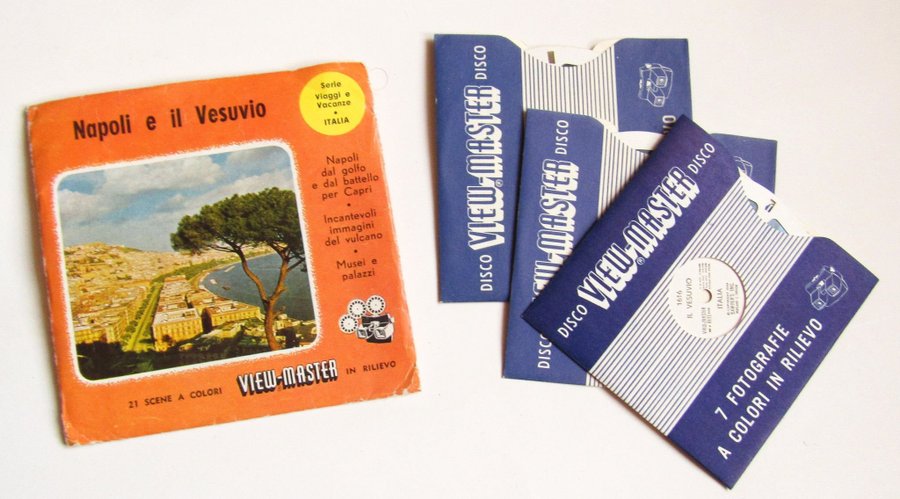 Napoli e il Vesuvio
Serie
Viaggi e
Vacanze
•
ITALIA
Napoli
dal golfo
e dal battello
per Capri
•
Incantevoli
immagini
del vulcano
•
Musei e
palazzi
21 SCENE A COLORI VIEW-MASTER IN RILIEVO
DISCO VIEW-MASTER DISCO
DISCO VIEW-MASTER
DISCO VIEW-MASTER DISCO
1616
IL VESUVIO
ITALIA
7 FOTOGRAFIE
A COLORI IN RILIEVO